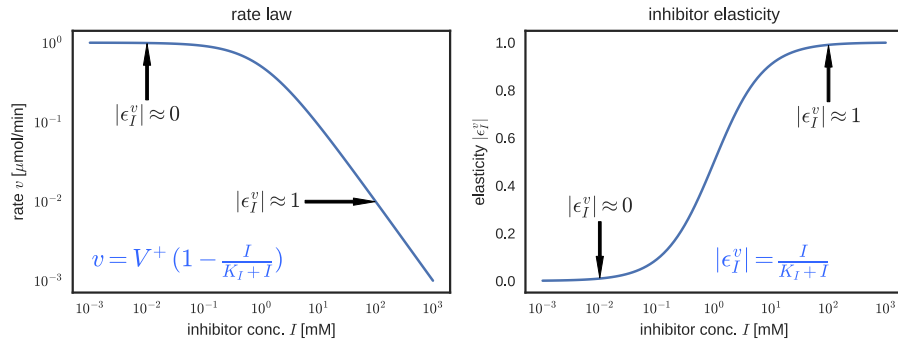 rate law
10^0
10^{-1}
10^{-2}
10^{-3}
rate v [μmol/min]
|ϵ_I^v| ≈ 0
|ϵ_I^v| ≈ 1
v = V^+ (1 − \frac{I}{K_I + I})
10^{-3} 10^{-2} 10^{-1} 10^0 10^1 10^2 10^3
inhibitor conc. I [mM]
inhibitor elasticity
1.0
0.8
0.6
0.4
0.2
0.0
elasticity |ϵ_I^v|
|ϵ_I^v| ≈ 1
|ϵ_I^v| ≈ 0
|ϵ_I^v| = \frac{I}{K_I + I}
10^{-3} 10^{-2} 10^{-1} 10^0 10^1 10^2 10^3
inhibitor conc. I [mM]